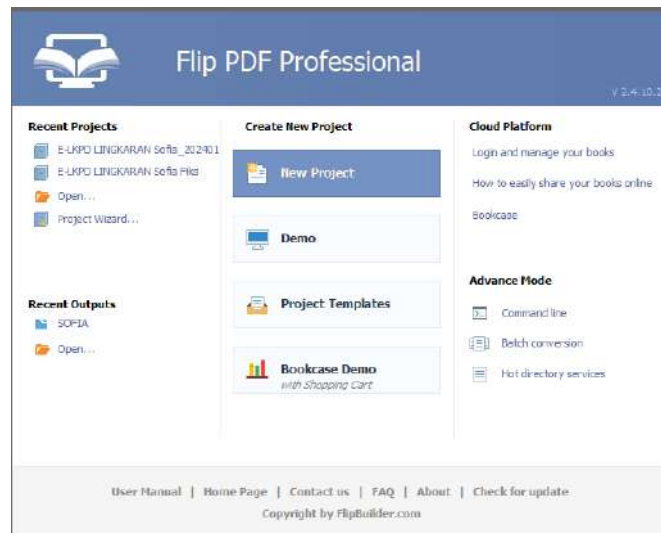 Flip PDF Professional
Recent Projects
E-LKPD LINGKARAN Sofia_202401
E-LKPD LINGKARAN Sofia Fiks
Open...
Project Wizard...
Recent Outputs
SOFIA
Open...
Create New Project
New Project
Demo
Project Templates
Bookcase Demo
with Shopping Cart
Cloud Platform
Login and manage your books
How to easily share your books online
Bookcase
Advance Mode
Command line
Batch conversion
Hot directory services
User Manual | Home Page | Contact us | FAQ | About | Check for update
Copyright by FlipBuilder.com